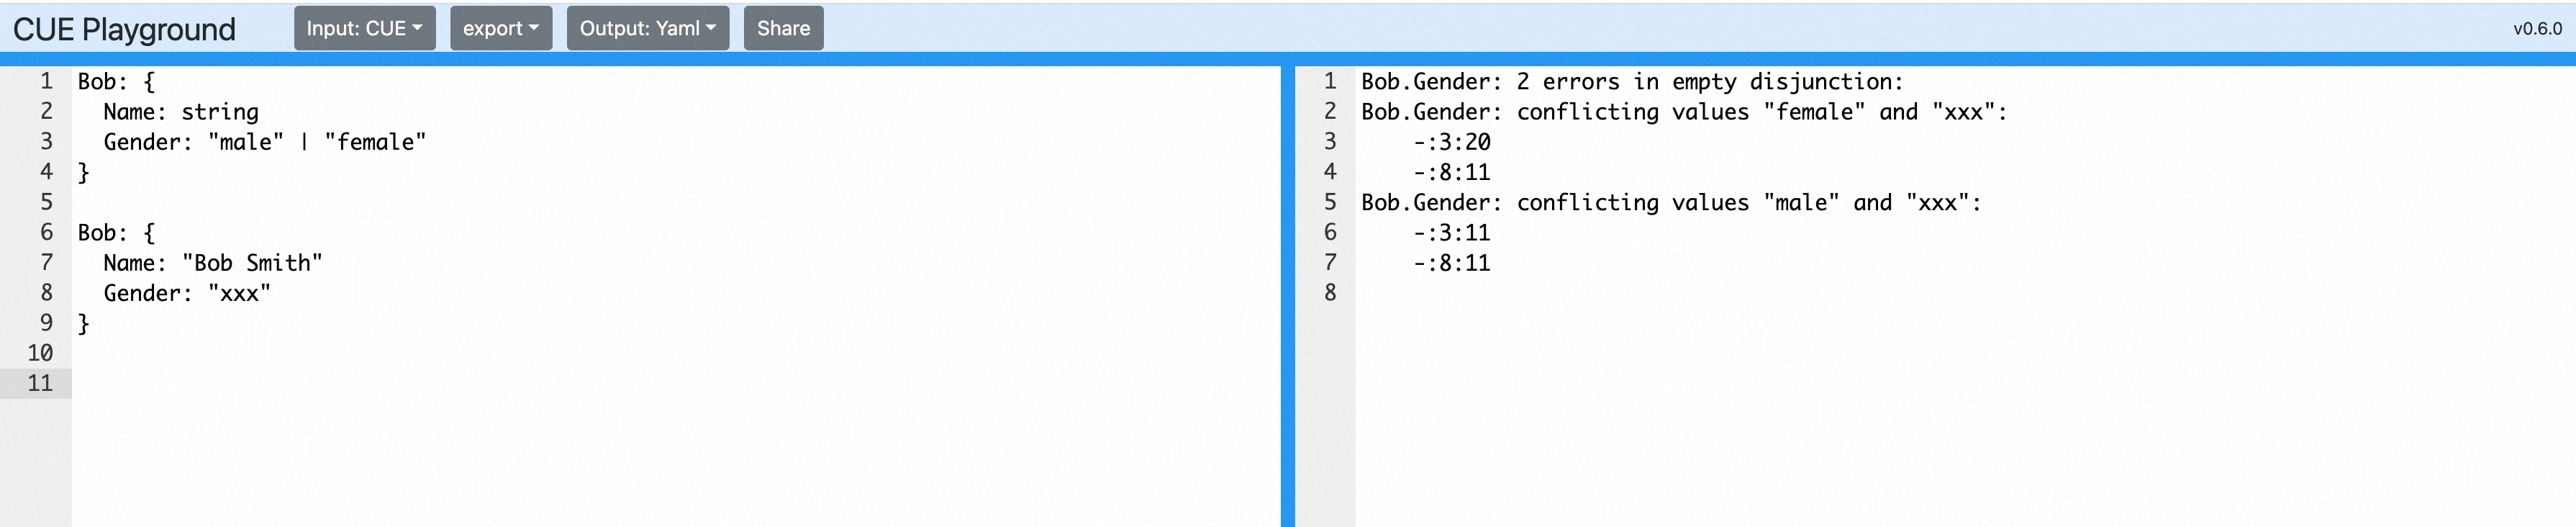 CUE Playground Input: CUE export Output: Yaml Share v0.6.0
1 Bob: {
2   Name: string
3   Gender: "male" | "female"
4 }
5
6 Bob: {
7   Name: "Bob Smith"
8   Gender: "xxx"
9 }
10
11
1 Bob.Gender: 2 errors in empty disjunction:
2 Bob.Gender: conflicting values "female" and "xxx":
3     -:3:20
4     -:8:11
5 Bob.Gender: conflicting values "male" and "xxx":
6     -:3:11
7     -:8:11
8